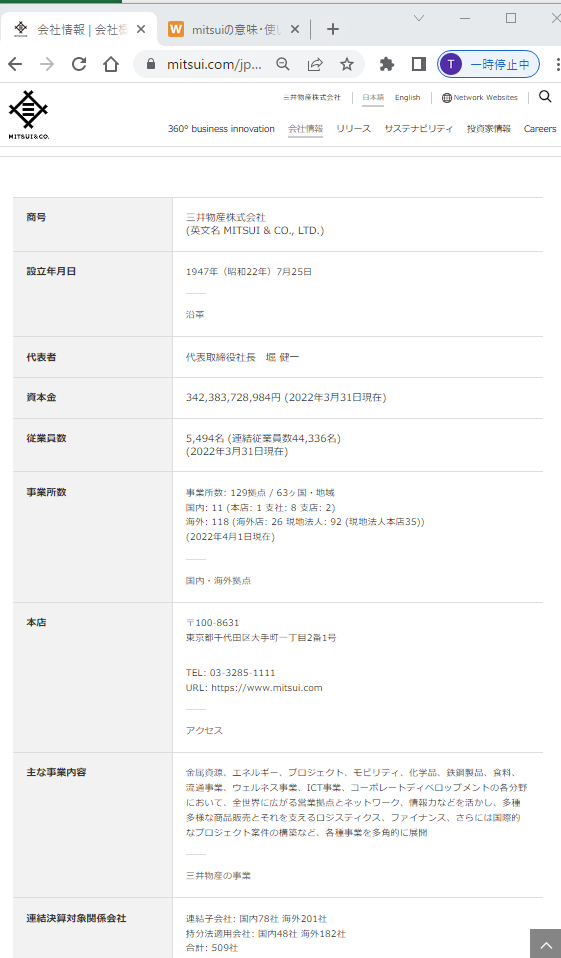 会社情報 | 会社概
mitsuiの意味・使い
mitsui.com/jp...
T 一時停止中
三井物産株式会社
日本語
English
Network Websites
MITSUI & CO.
360° business innovation
会社情報
リリース
サステナビリティ
投資家情報
Careers
商号
三井物産株式会社
(英文名 MITSUI & CO., LTD.)
設立年月日
1947年（昭和22年）7月25日
沿革
代表者
代表取締役社長　堀 健一
資本金
342,383,728,984円 (2022年3月31日現在)
従業員数
5,494名 (連結従業員数44,336名)
(2022年3月31日現在)
事業所数
事業所数: 129拠点 / 63ヶ国・地域
国内: 11 (本店: 1 支社: 8 支店: 2)
海外: 118 (海外店: 26 現地法人: 92 (現地法人本店35))
(2022年4月1日現在)
国内・海外拠点
本店
〒100-8631
東京都千代田区大手町一丁目2番1号
TEL: 03-3285-1111
URL: https://www.mitsui.com
アクセス
主な事業内容
金属資源、エネルギー、プロジェクト、モビリティ、化学品、鉄鋼製品、食料、
流通事業、ウェルネス事業、ICT事業、コーポレートディベロップメントの各分野
において、全世界に広がる営業拠点とネットワーク、情報力などを活かし、多種
多様な商品販売とそれを支えるロジスティクス、ファイナンス、さらには国際的
なプロジェクト案件の構築など、各種事業を多角的に展開
三井物産の事業
連結決算対象関係会社
連結子会社: 国内78社 海外201社
持分法適用会社: 国内48社 海外182社
合計: 509社